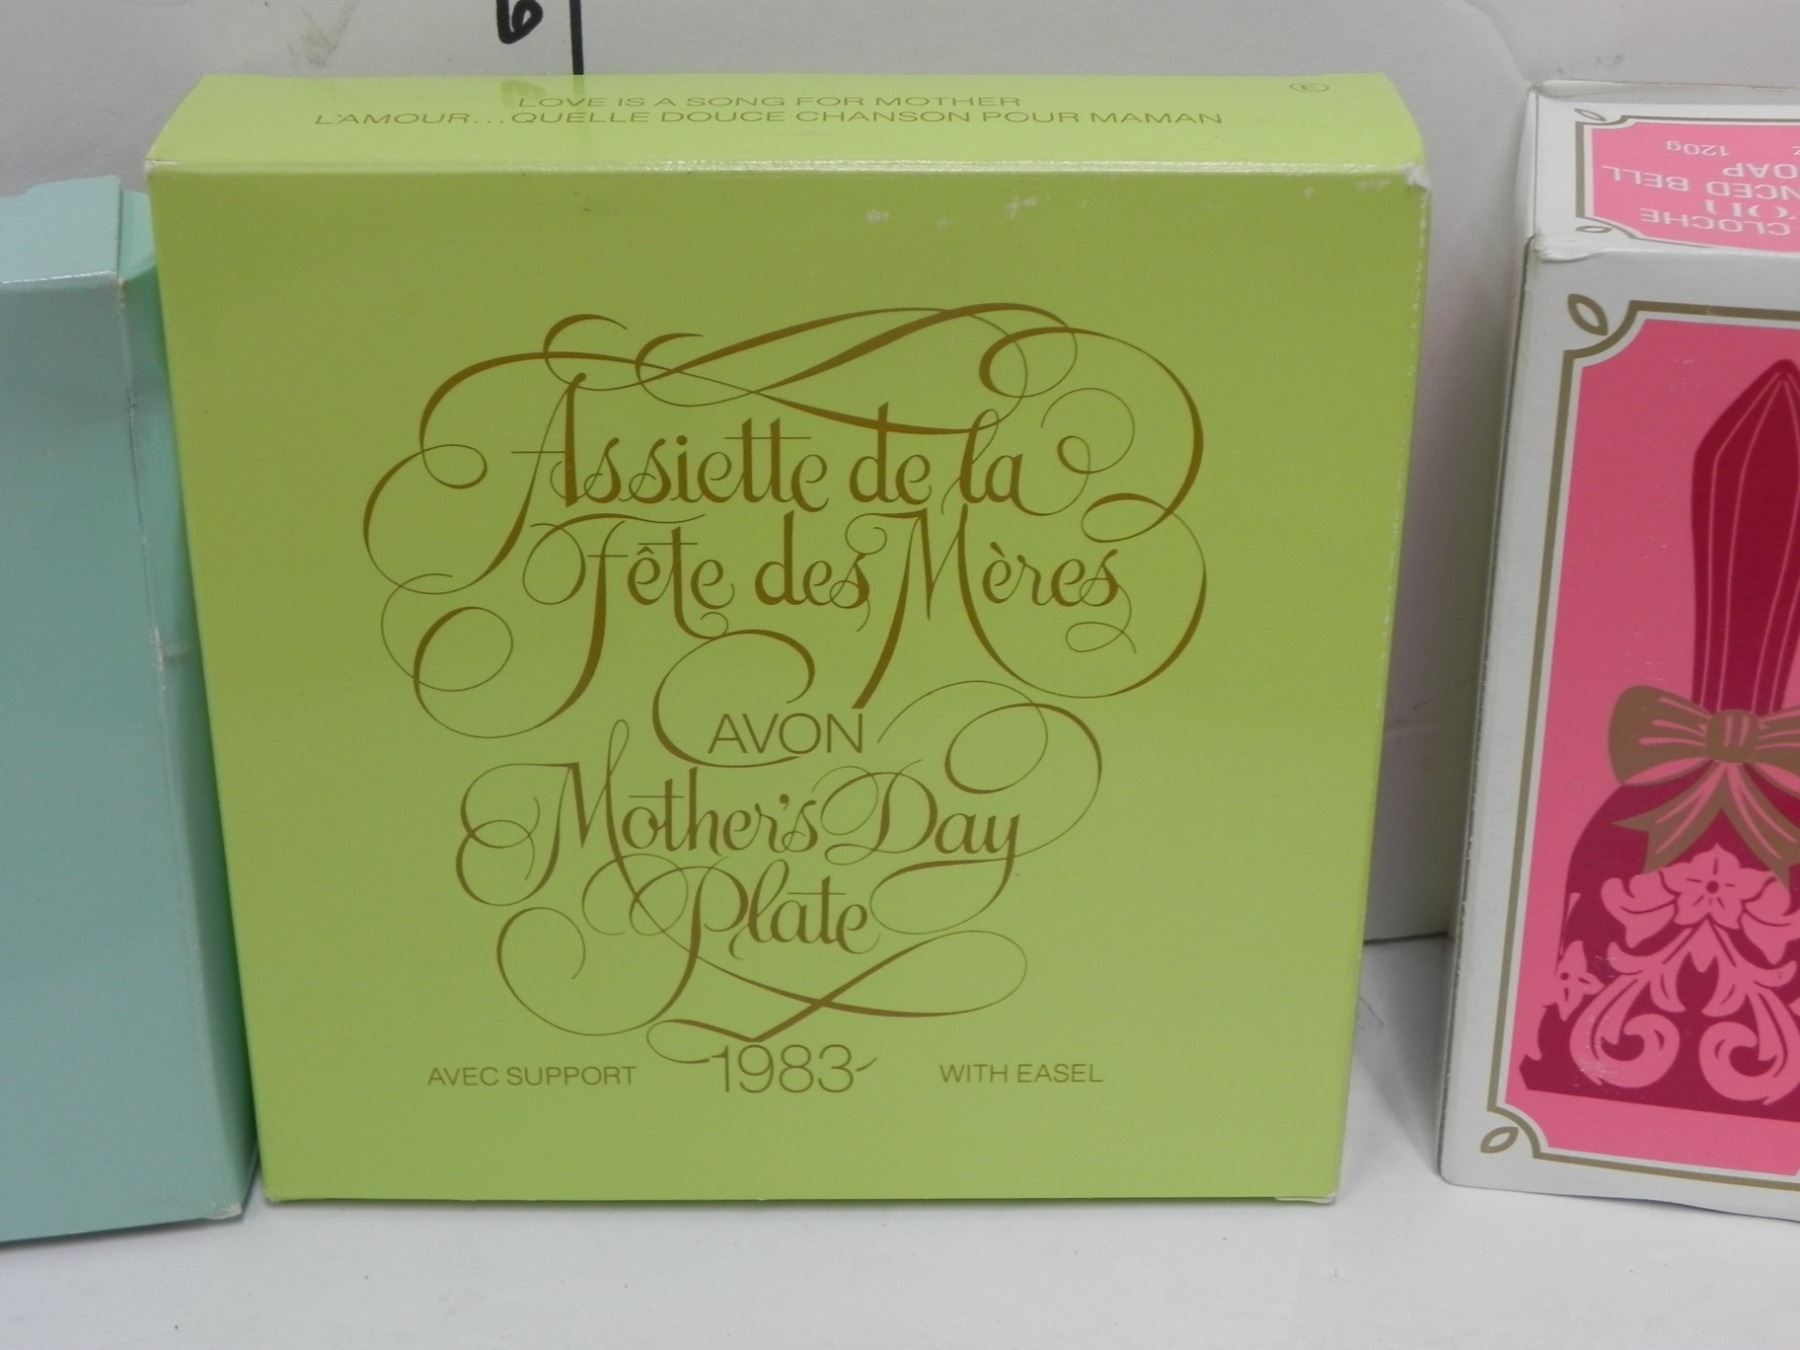 6
LOVE IS A SONG FOR MOTHER
L'AMOUR...QUELLE DOUCE CHANSON POUR MAMAN
E
Assiette de la
Fête des Mères
AVON
Mother's Day
Plate
AVEC SUPPORT 1983 WITH EASEL
CLOCHE
BELL
120g